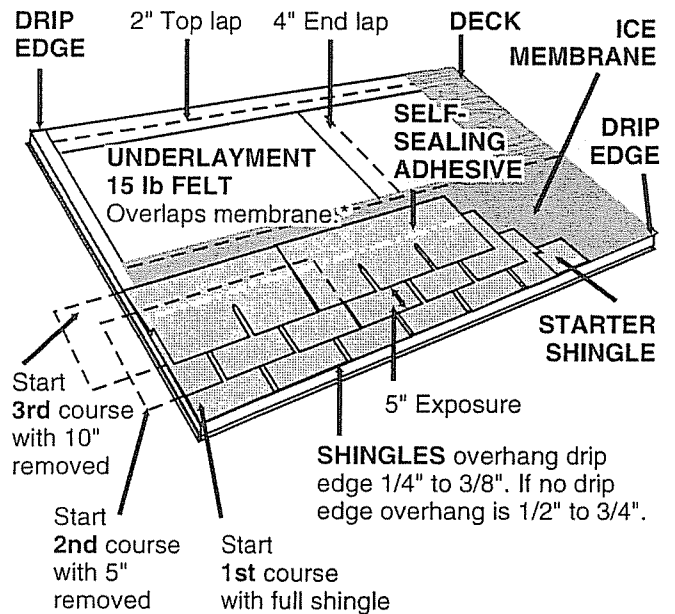 DRIP
EDGE
2" Top lap
4" End lap
DECK
ICE
MEMBRANE
SELF-
SEALING
ADHESIVE
DRIP
EDGE
UNDERLAYMENT
15 lb FELT
Overlaps membrane.*
STARTER
SHINGLE
Start
3rd course
with 10"
removed
5" Exposure
SHINGLES overhang drip
edge 1/4" to 3/8". If no drip
edge overhang is 1/2" to 3/4".
Start
2nd course
with 5"
removed
Start
1st course
with full shingle